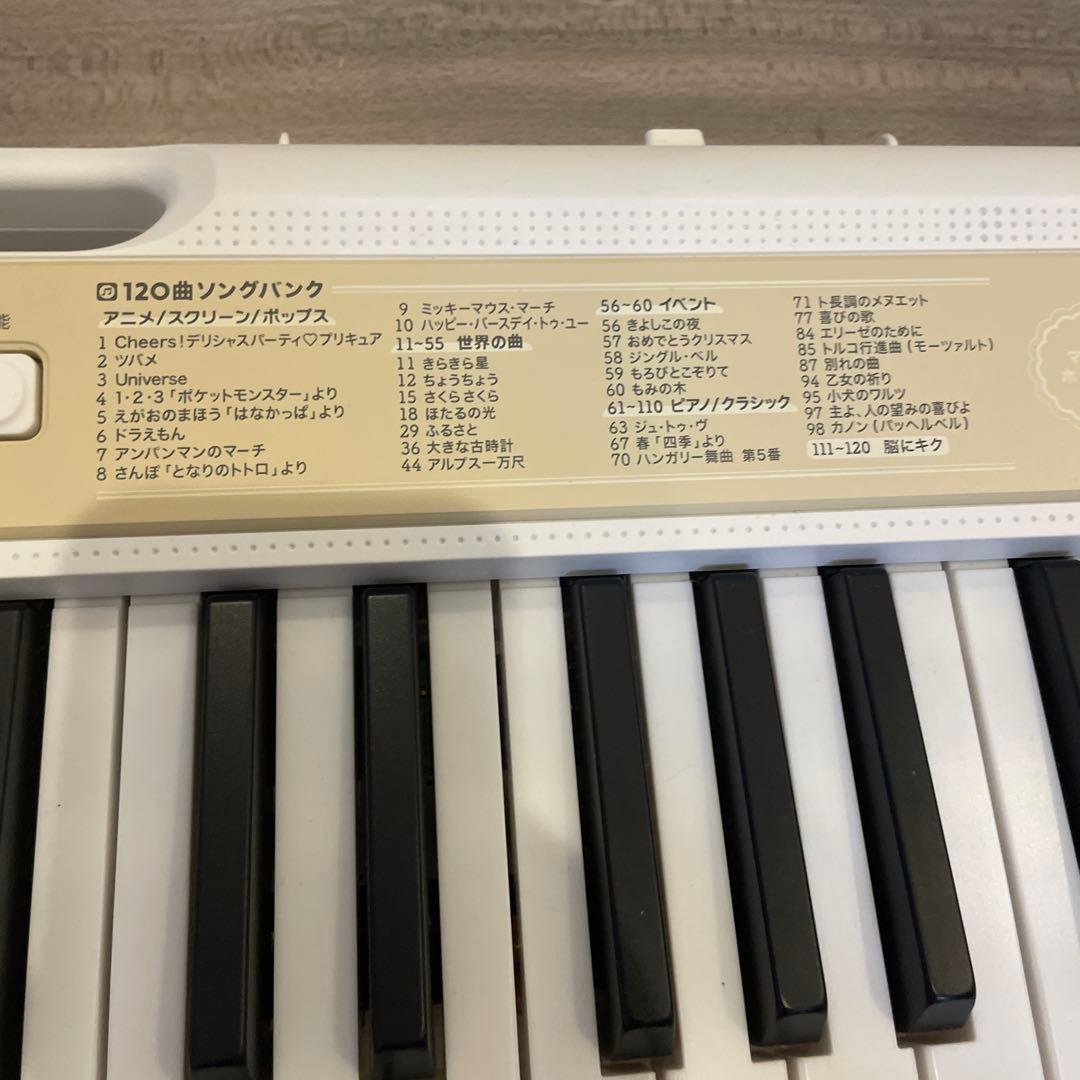 能
120曲ソングバンク
アニメ/スクリーン/ポップス
1 Cheers!デリシャスパーティ♡プリキュア
2 ツバメ
3 Universe
4 1・2・3「ポケットモンスター」より
5 えがおのまほう「はなかっぱ」より
6 ドラえもん
7 アンパンマンのマーチ
8 さんぽ「となりのトトロ」より
9 ミッキーマウス・マーチ
10 ハッピー・バースデイ・トゥ・ユー
11~55 世界の曲
11 きらきら星
12 ちょうちょう
15 さくらさくら
18 ほたるの光
29 ふるさと
36 大きな古時計
44 アルプス一万尺
56~60 イベント
56 きよしこの夜
57 おめでとうクリスマス
58 ジングル・ベル
59 もろびとこぞりて
60 もみの木
61~110 ピアノ/クラシック
63 ジュ・トゥ・ヴ
67 春「四季」より
70 ハンガリー舞曲 第5番
71 ト長調のメヌエット
77 喜びの歌
84 エリーゼのために
85 トルコ行進曲(モーツァルト)
87 別れの曲
94 乙女の祈り
95 小犬のワルツ
97 主よ、人の望みの喜びよ
98 カノン(パッヘルベル)
111~120 脳にキク